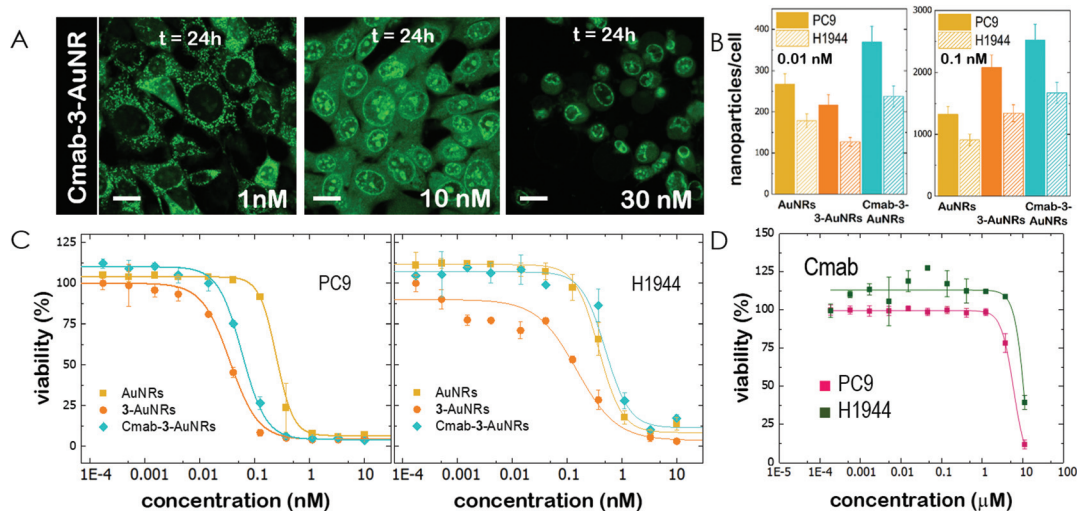 A
Cmab-3-AuNR
t = 24h
1nM
t = 24h
10 nM
t = 24h
30 nM
B
nanoparticles/cell
400
300
200
100
0
PC9
H1944
0.01 nM
AuNRs
3-AuNRs
Cmab-3-
AuNRs
3000
2000
1000
0
PC9
H1944
0.1 nM
AuNRs
3-AuNRs
Cmab-3-
AuNRs
C
viability (%)
125
100
75
50
25
0
PC9
AuNRs
3-AuNRs
Cmab-3-AuNRs
1E-4
0.001
0.01
0.1
1
10
concentration (nM)
H1944
AuNRs
3-AuNRs
Cmab-3-AuNRs
1E-4
0.001
0.01
0.1
1
10
concentration (nM)
D
viability (%)
150
125
100
75
50
25
0
Cmab
PC9
H1944
1E-5
1E-4
0.001
0.01
0.1
1
10
100
concentration (μM)